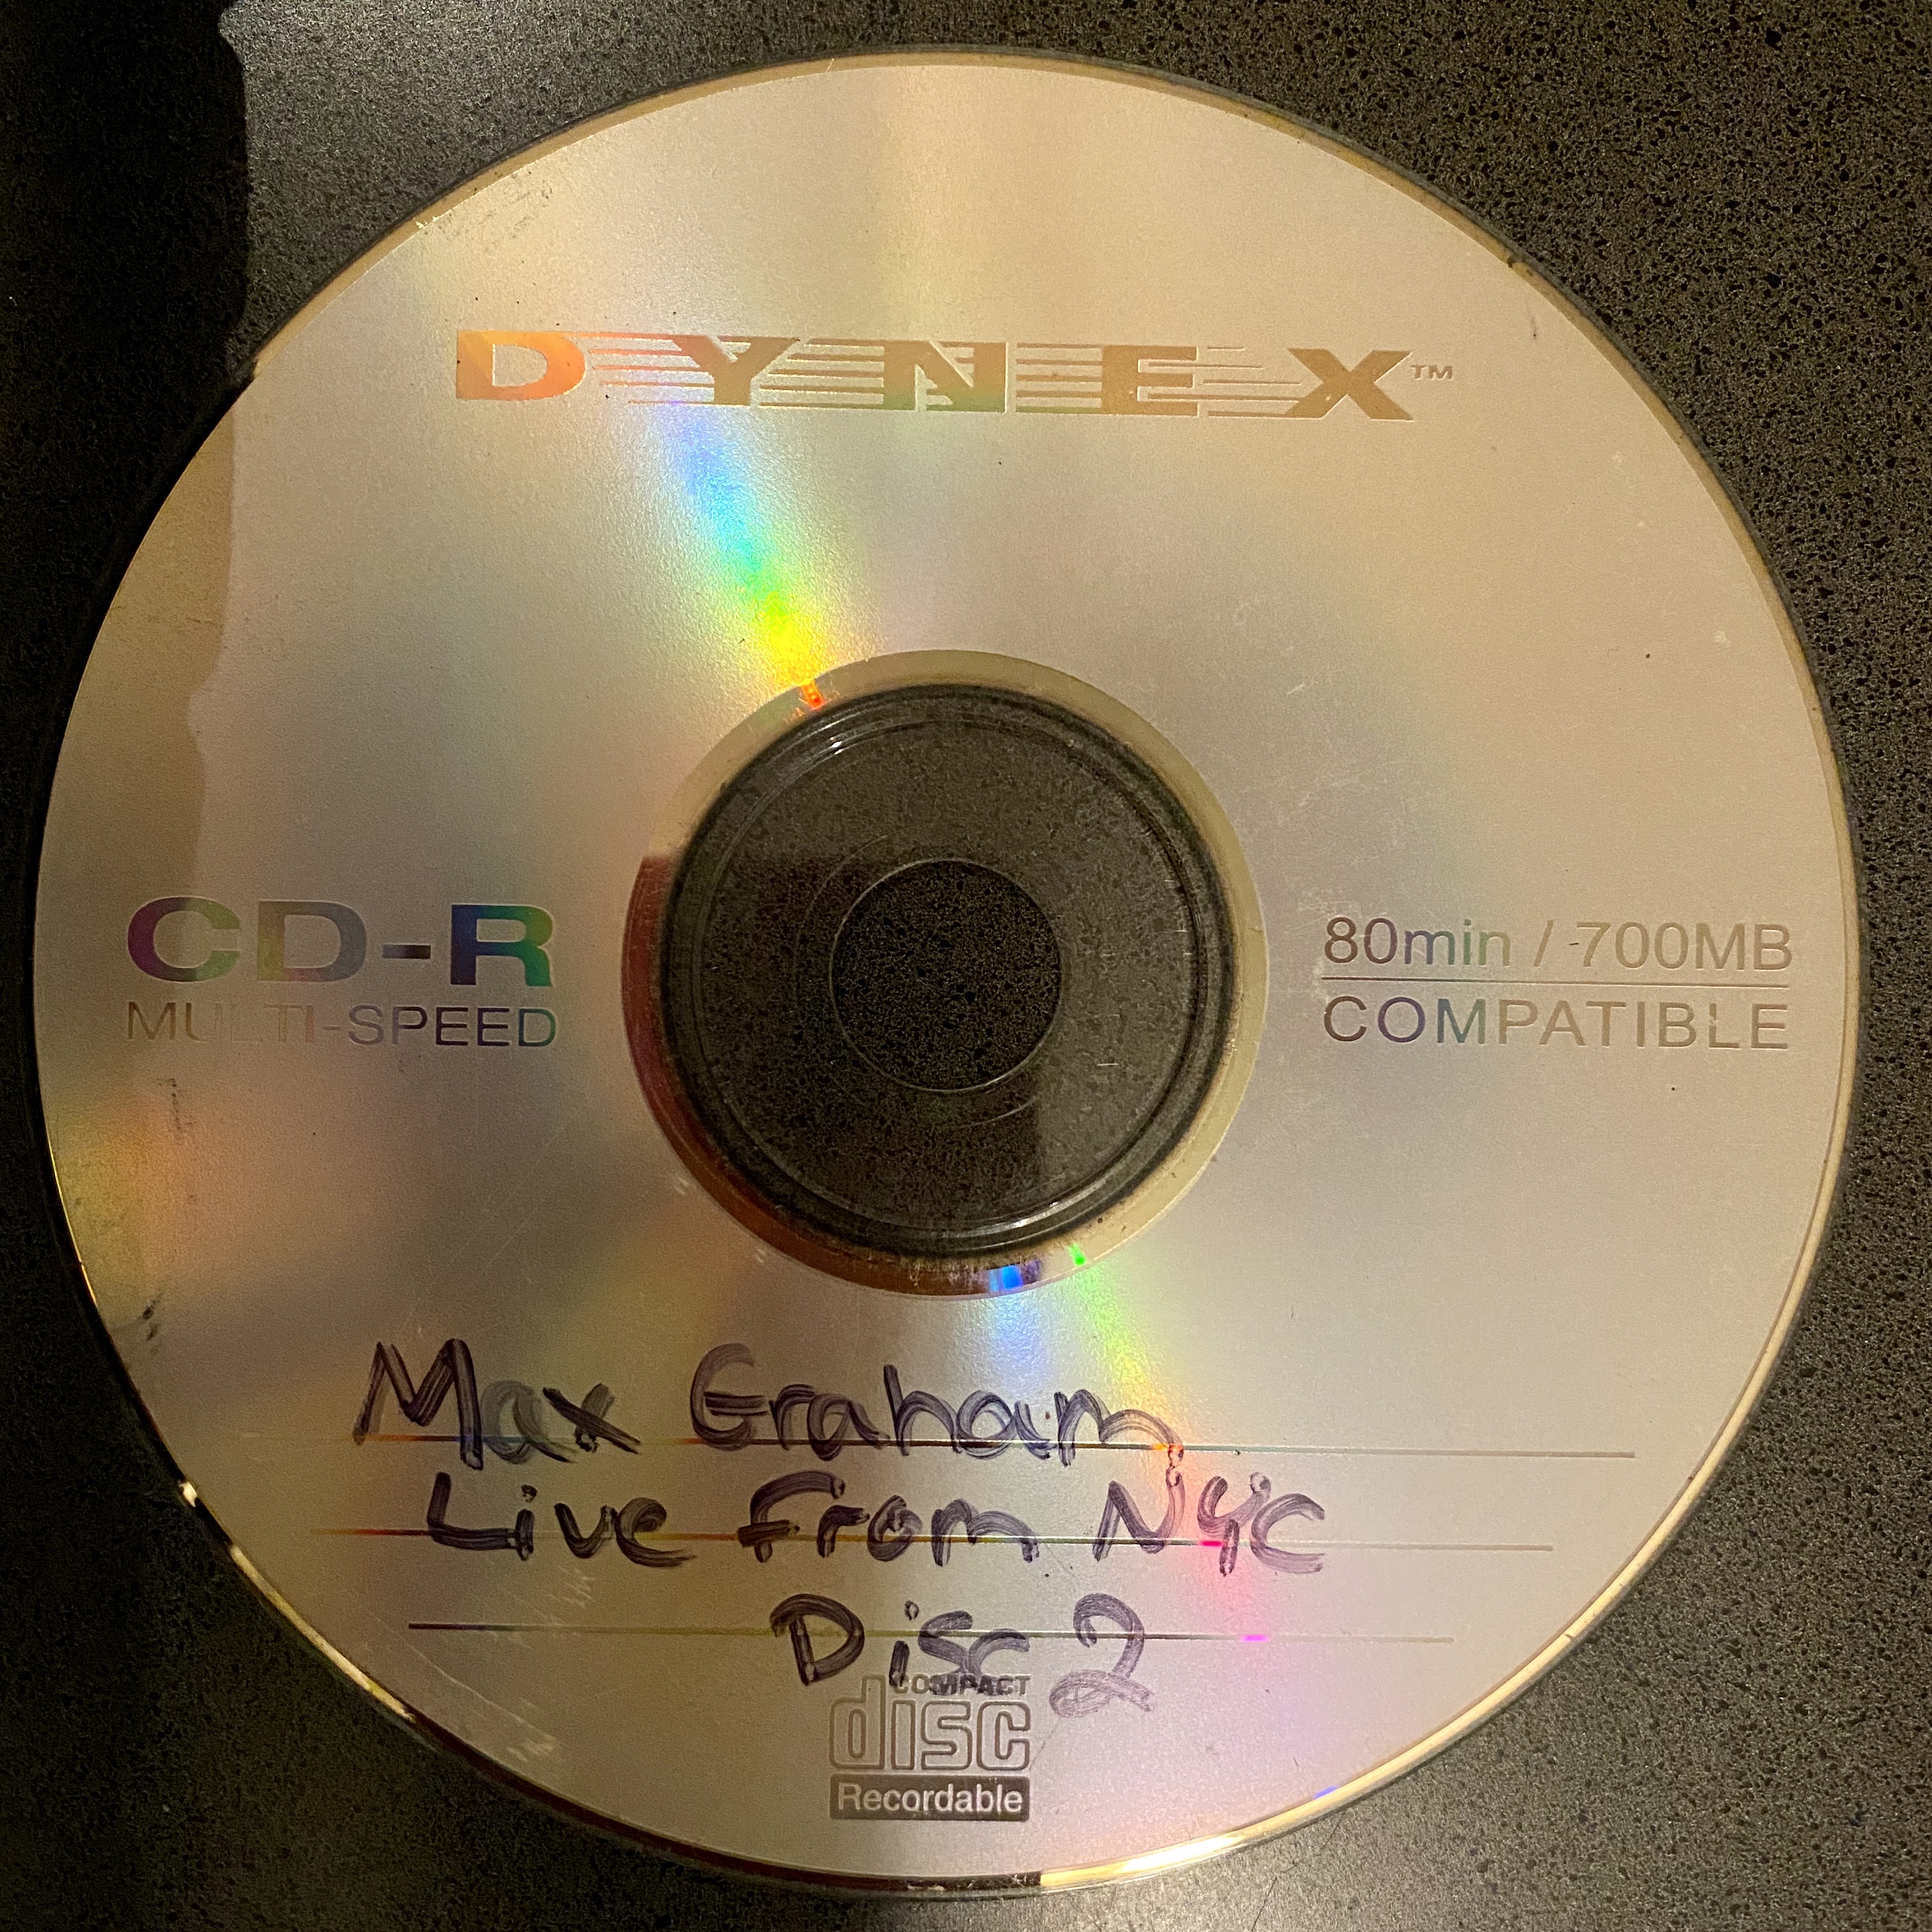 DYNEX™
CD-R
MULTI-SPEED
80min / 700MB
COMPATIBLE
Max Graham
Live From NYC
Disc 2
COMPACT
disc
Recordable